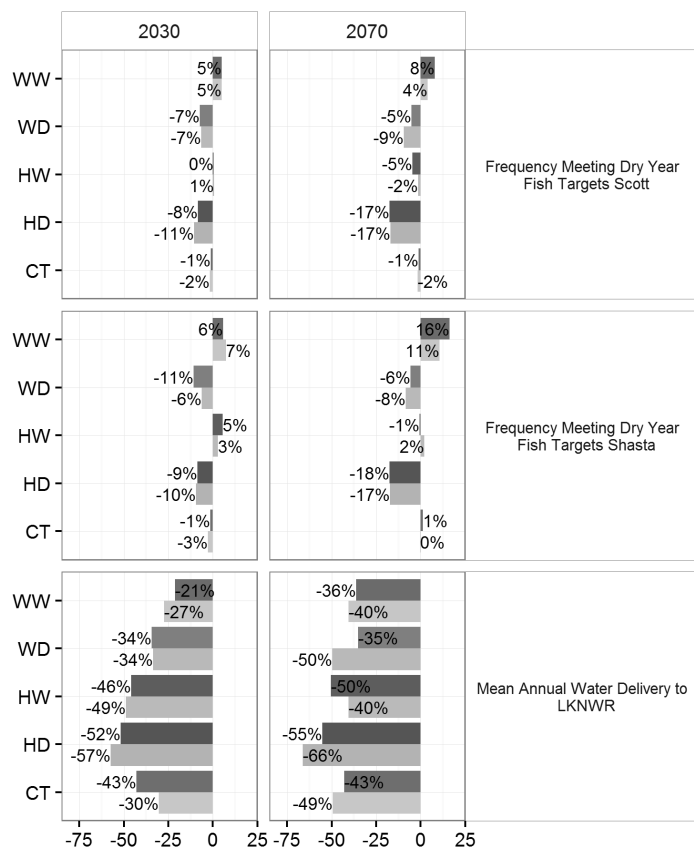 2030 2070
WW 5% 8%
5% 4%
WD -7% -5%
-7% -9%
HW 0% -5%
1% -2%
HD -8% -17%
-11% -17%
CT -1% -1%
-2% -2%
Frequency Meeting Dry Year
Fish Targets Scott
WW 6% 16%
7% 11%
WD -11% -6%
-6% -8%
HW 5% -1%
3% 2%
HD -9% -18%
-10% -17%
CT -1% 1%
-3% 0%
Frequency Meeting Dry Year
Fish Targets Shasta
WW -21% -36%
-27% -40%
WD -34% -35%
-34% -50%
HW -46% -50%
-49% -40%
HD -52% -55%
-57% -66%
CT -43% -43%
-30% -49%
Mean Annual Water Delivery to
LKNWR
-75 -50 -25 0 25 -75 -50 -25 0 25